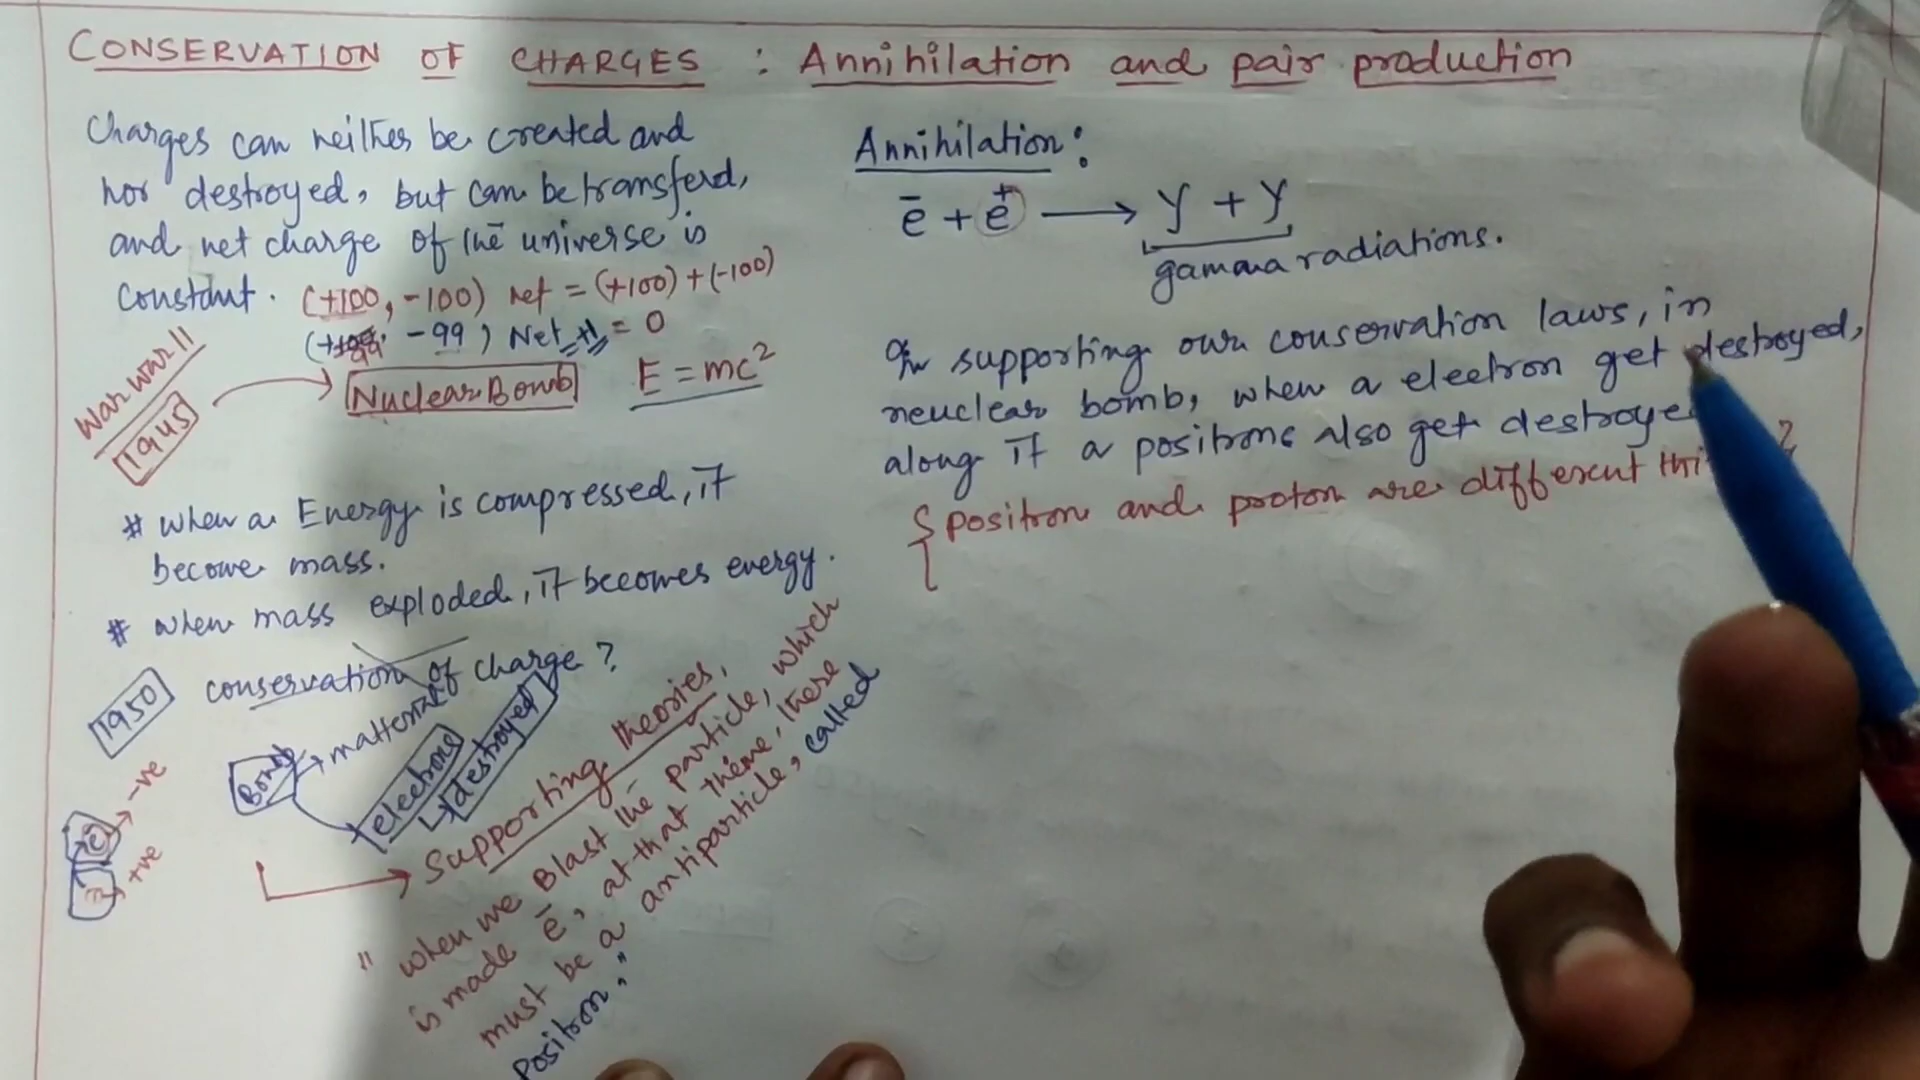 CONSERVATION OF CHARGES : Annihilation and pair production
Charges can neither be created and
nor destroyed, but can be transferd,
and net charge of the universe is
constant. (+100, -100) net = (+100) + (-100)
-99) Net = 0
War war II
1945
Nuclear Bomb
E = mc²
# when a Energy is compressed, it
become mass.
# when mass exploded, it becomes energy.
1950
conservation of charge?
Bomb
electrons
destroyed
e
-ve
+ve
Supporting theories,
" when we Blast the particle, which
is made ē, at that theme, there
must be a antiparticle, called
Positron."
Annihilation:
ē + e⁺ → γ + γ
gamma radiations.
supporting our conservation laws, in
neuclear bomb, when a electron get destroyed,
along it a positrons also get
{ positron and proton are different